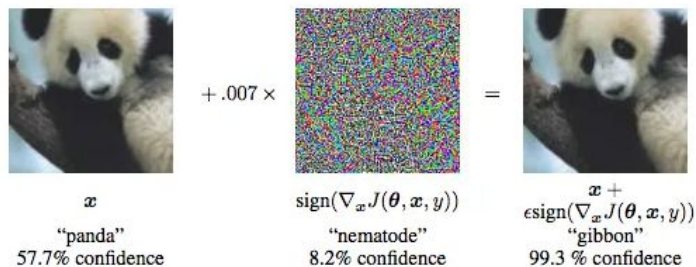 + .007 ×
=
x
sign(∇ₓJ(θ, x, y))
x +
ϵsign(∇ₓJ(θ, x, y))
“panda”
“nematode”
“gibbon”
57.7% confidence
8.2% confidence
99.3 % confidence